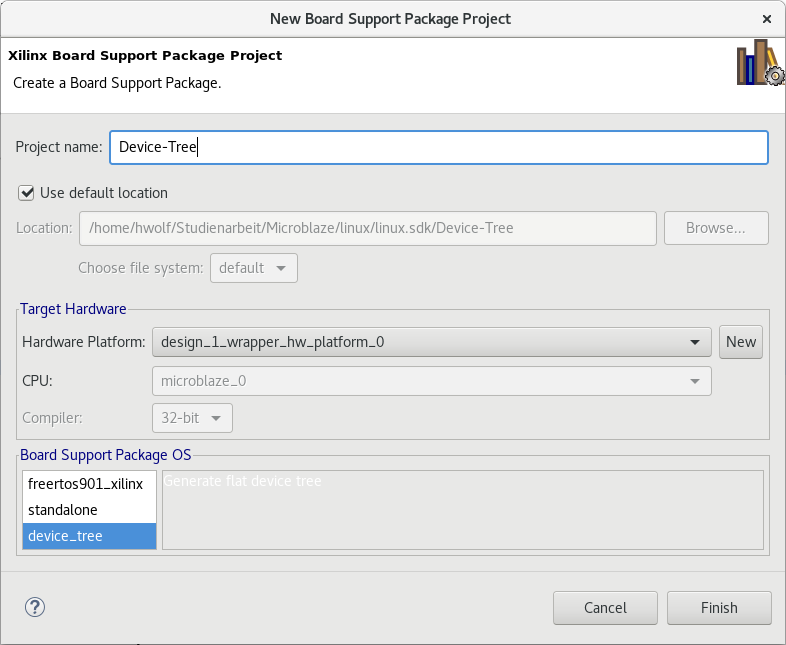 New Board Support Package Project
Xilinx Board Support Package Project
Create a Board Support Package.
Project name: Device-Tree
Use default location
Location: /home/hwolf/Studienarbeit/Microblaze/linux/linux.sdk/Device-Tree Browse...
Choose file system: default
Target Hardware
Hardware Platform: design_1_wrapper_hw_platform_0 New
CPU: microblaze_0
Compiler: 32-bit
Board Support Package OS
freertos901_xilinx Generate flat device tree
standalone
device_tree
? Cancel Finish